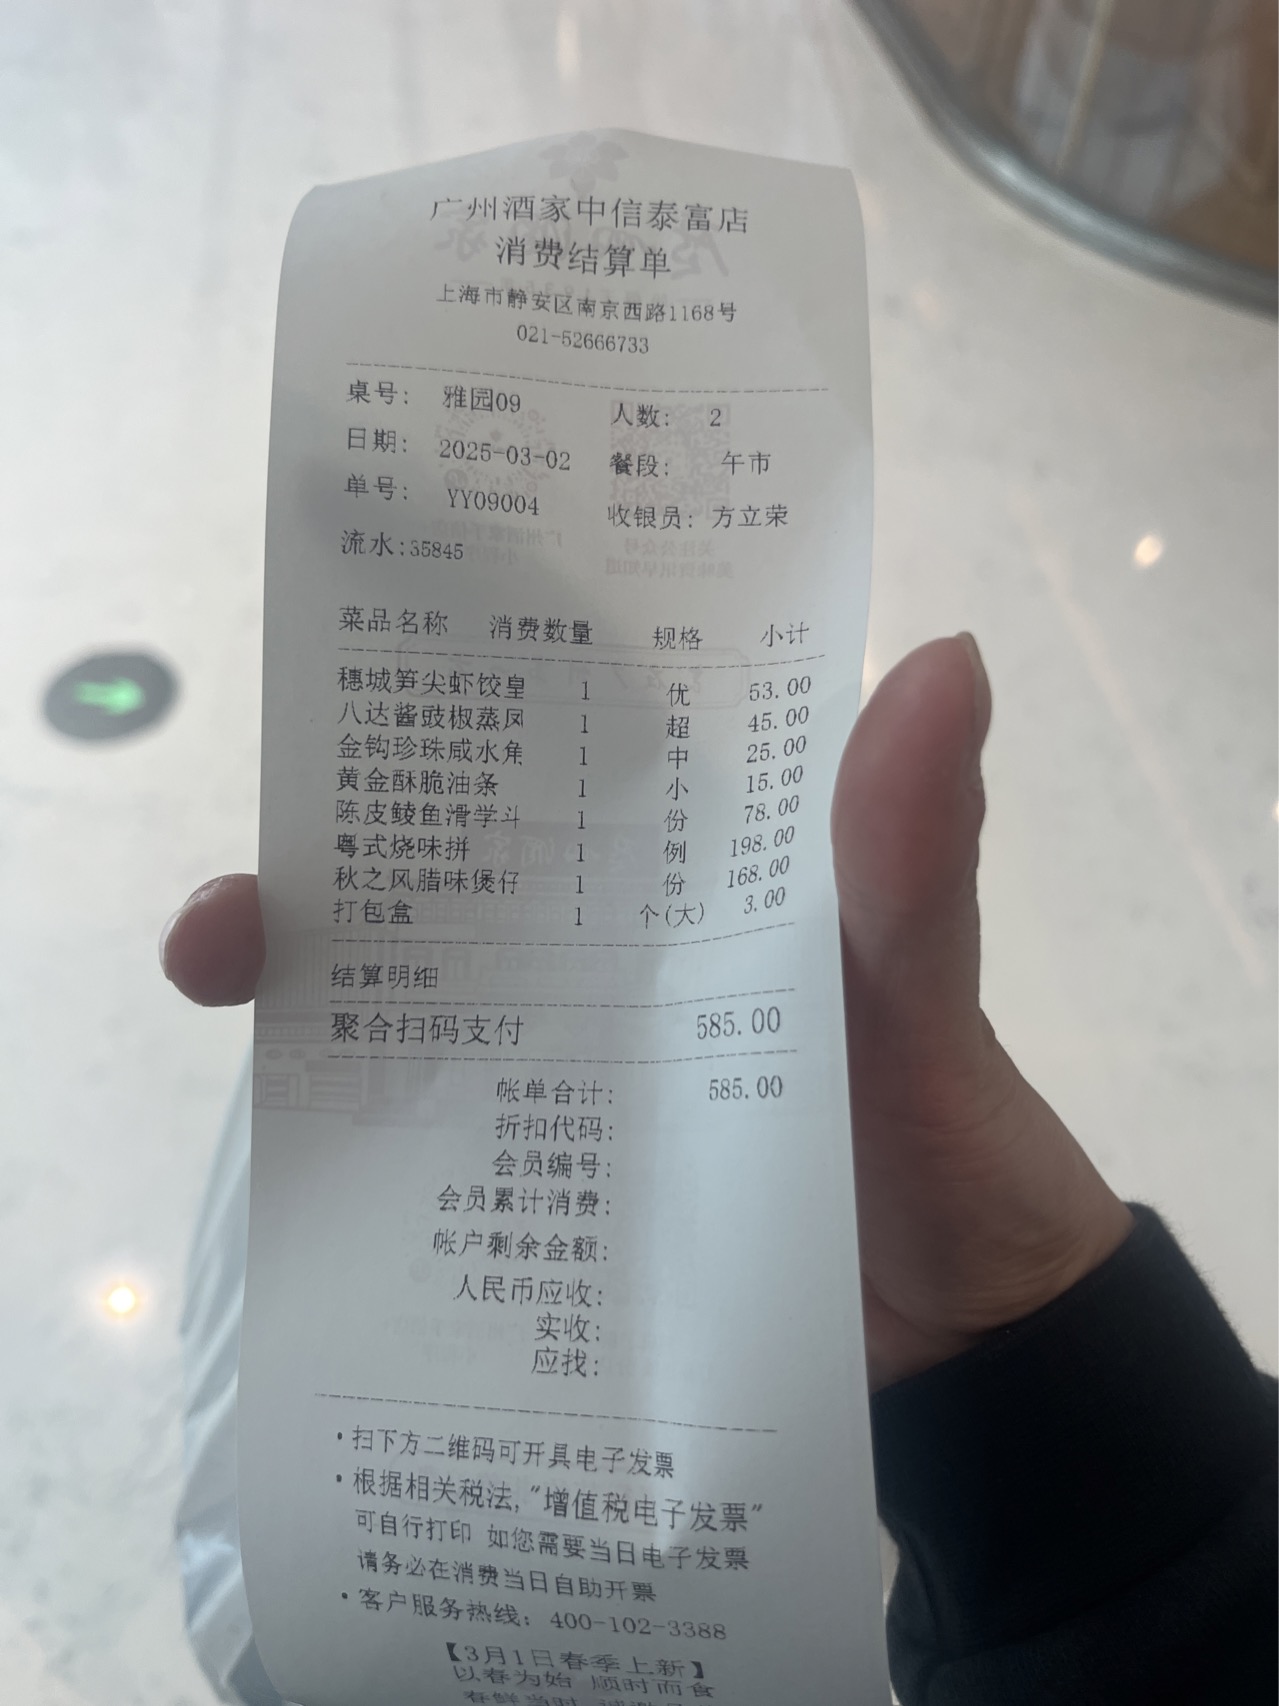 广州酒家中信泰富店
消费结算单
上海市静安区南京西路1168号
021-52666733
桌号: 雅园09 人数: 2
日期: 2025-03-02 餐段: 午市
单号: YY09004 收银员: 方立荣
流水:35845
菜品名称 消费数量 规格 小计
穗城笋尖虾饺皇 1 优 53.00
八达酱豉椒蒸凤 1 超 45.00
金钩珍珠咸水角 1 中 25.00
黄金酥脆油条 1 小 15.00
陈皮鲮鱼滑学斗 1 份 78.00
粤式烧味拼 1 例 198.00
秋之风腊味煲仔 1 份 168.00
打包盒 1 个(大) 3.00
结算明细
聚合扫码支付 585.00
帐单合计: 585.00
折扣代码:
会员编号:
会员累计消费:
帐户剩余金额:
人民币应收:
实收:
应找:
·扫下方二维码可开具电子发票
·根据相关税法,"增值税电子发票"
可自行打印 如您需要当日电子发票
请务必在消费当日自助开票
·客户服务热线: 400-102-3388
【3月1日春季上新】
以春为始 顺时而食